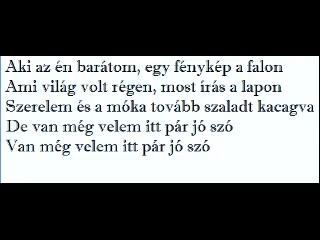 Aki az én barátom, egy fénykép a falon
Ami világ volt régen, most írás a lapon
Szerelem és a móka tovább szaladt kacagva
De van még velem itt pár jó szó
Van még velem itt pár jó szó